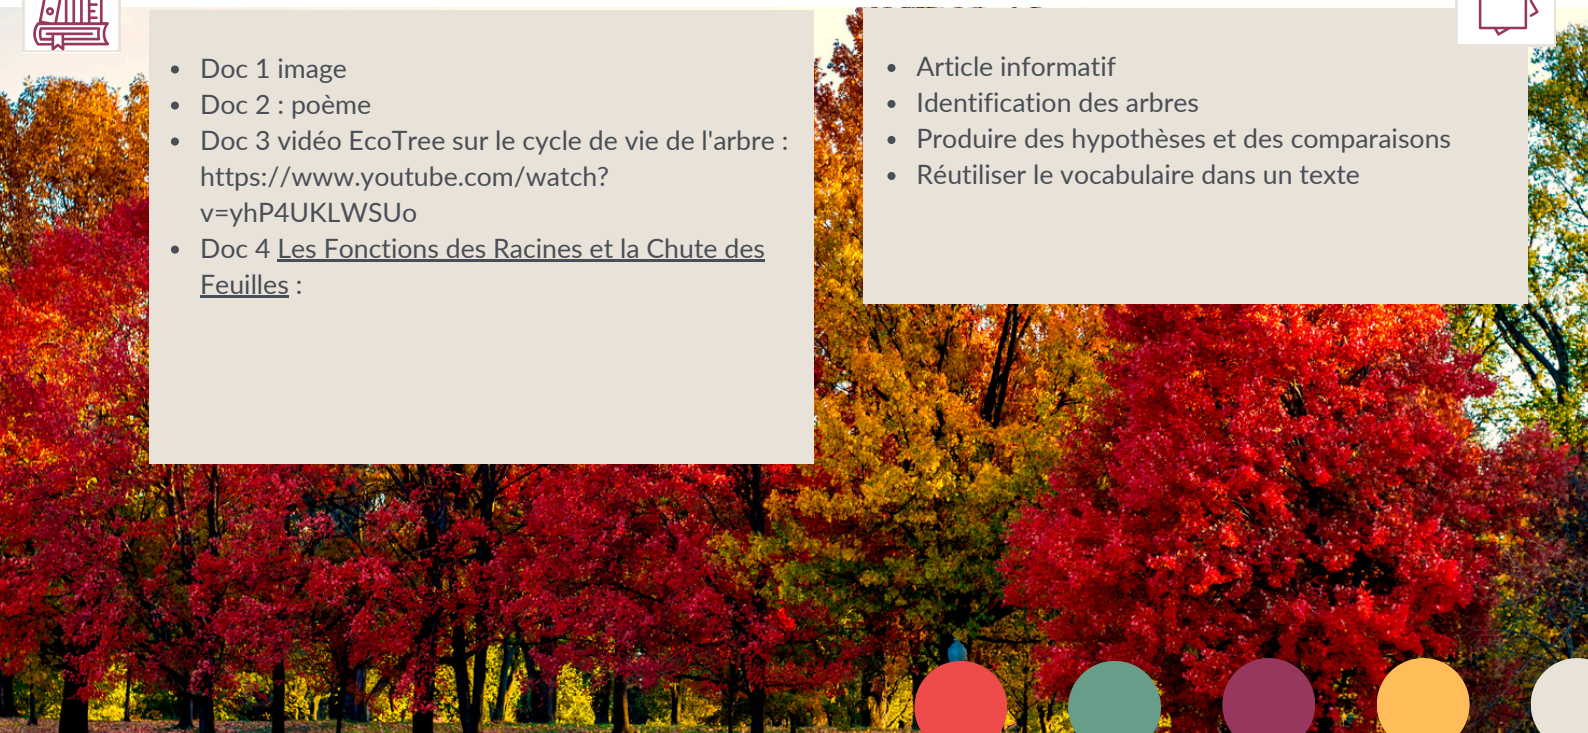 Doc 1 image
Doc 2 : poème
Doc 3 vidéo EcoTree sur le cycle de vie de l'arbre :
https://www.youtube.com/watch?
v=yhP4UKLWSUo
Doc 4 Les Fonctions des Racines et la Chute des
Feuilles :
Article informatif
Identification des arbres
Produire des hypothèses et des comparaisons
Réutiliser le vocabulaire dans un texte